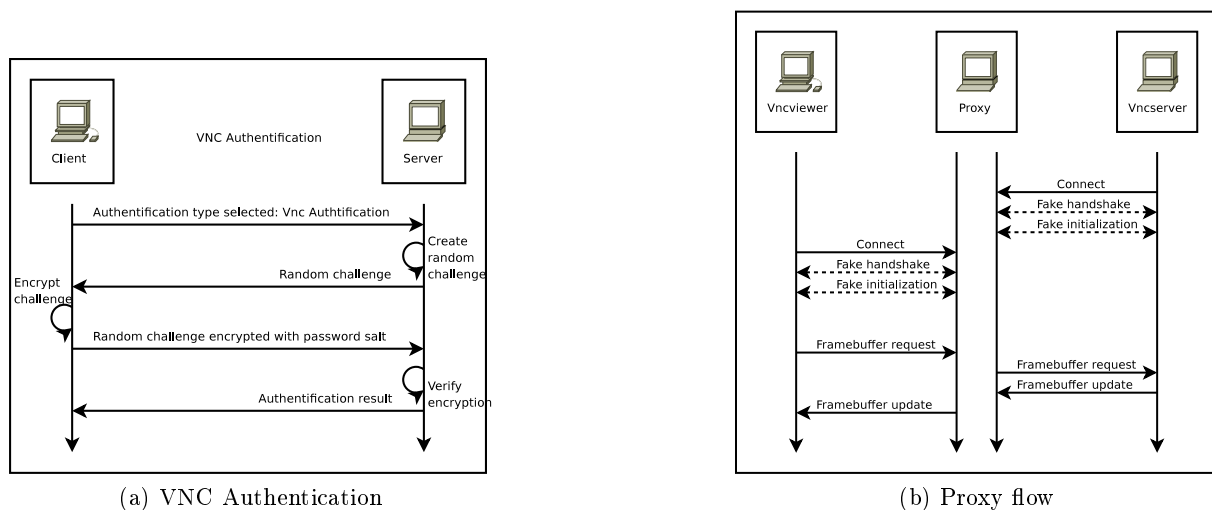 VNC Authentification
Client
Server
Authentification type selected: Vnc Authtification
Create
random
challenge
Random challenge
Encrypt
challenge
Random challenge encrypted with password salt
Verify
encryption
Authentification result
(a) VNC Authentication
Vncviewer
Proxy
Vncserver
Connect
Fake handshake
Fake initialization
Connect
Fake handshake
Fake initialization
Framebuffer request
Framebuffer request
Framebuffer update
Framebuffer update
(b) Proxy flow